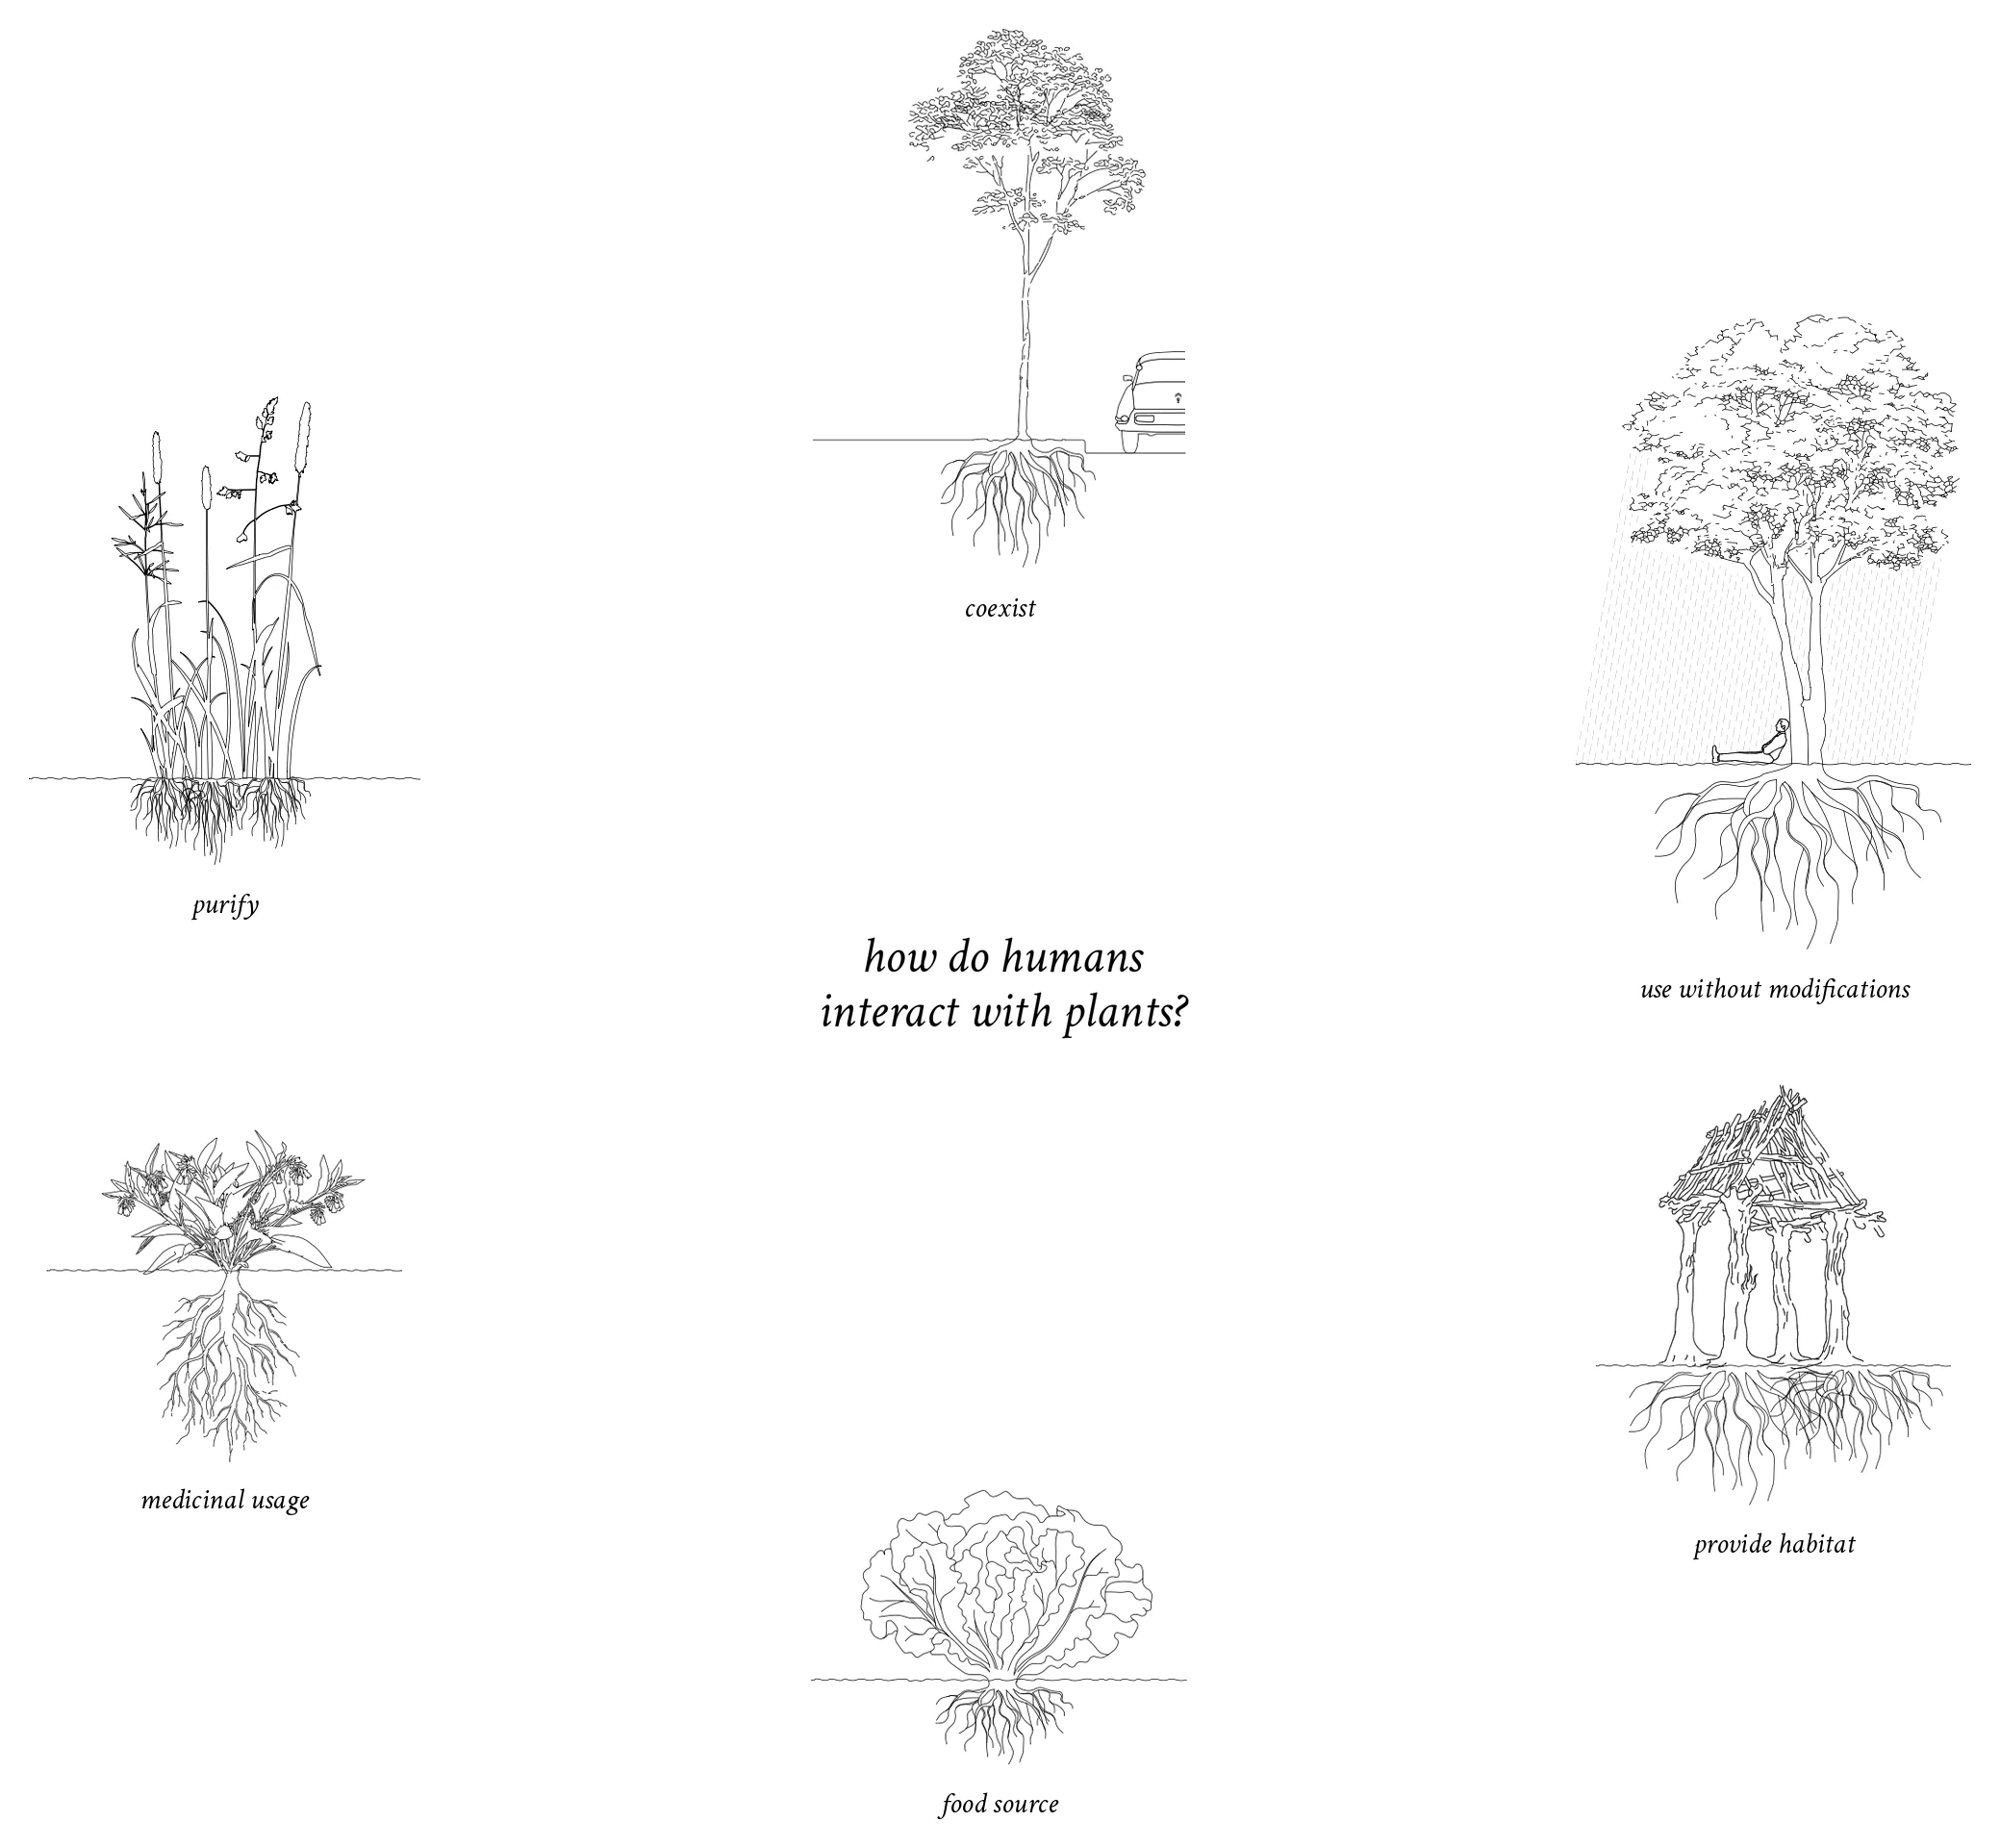 coexist
purify
how do humans
interact with plants?
use without modifications
medicinal usage
provide habitat
food source